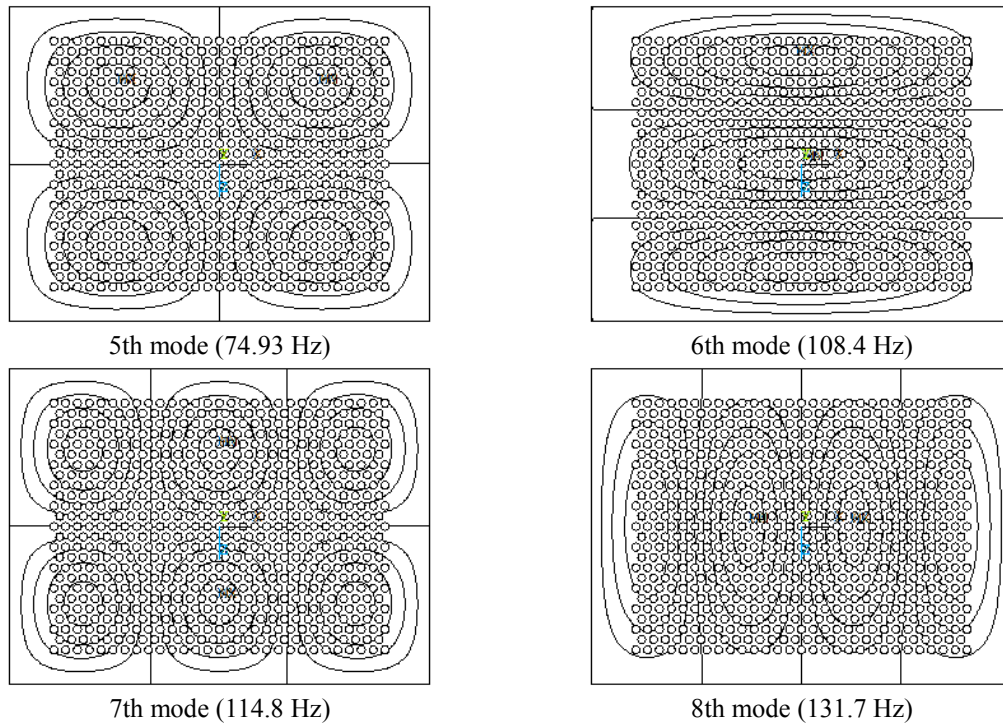 5th mode (74.93 Hz)
6th mode (108.4 Hz)
7th mode (114.8 Hz)
8th mode (131.7 Hz)